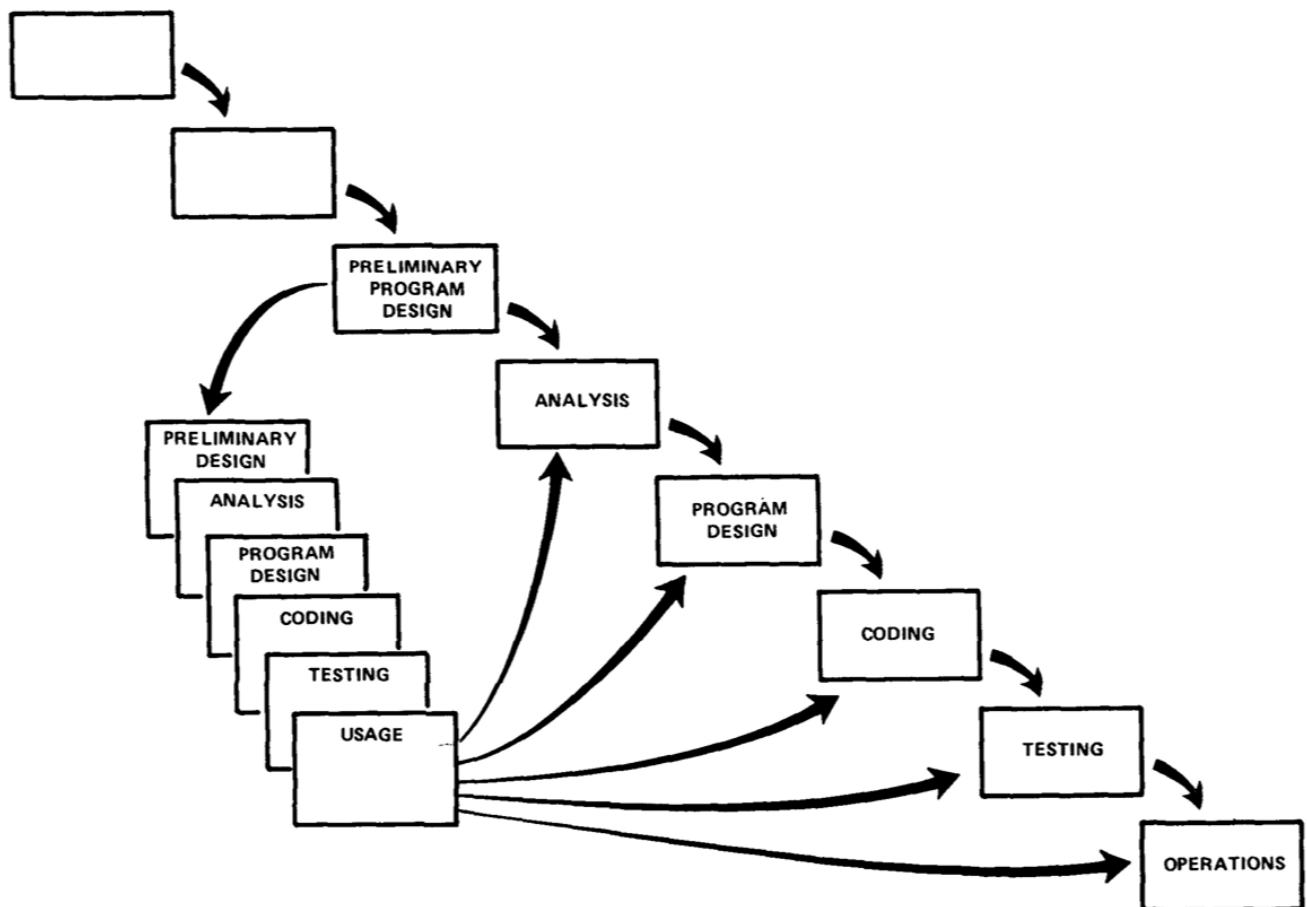 PRELIMINARY
PROGRAM
DESIGN
ANALYSIS
PROGRAM
DESIGN
CODING
TESTING
OPERATIONS
PRELIMINARY
DESIGN
ANALYSIS
PROGRAM
DESIGN
CODING
TESTING
USAGE